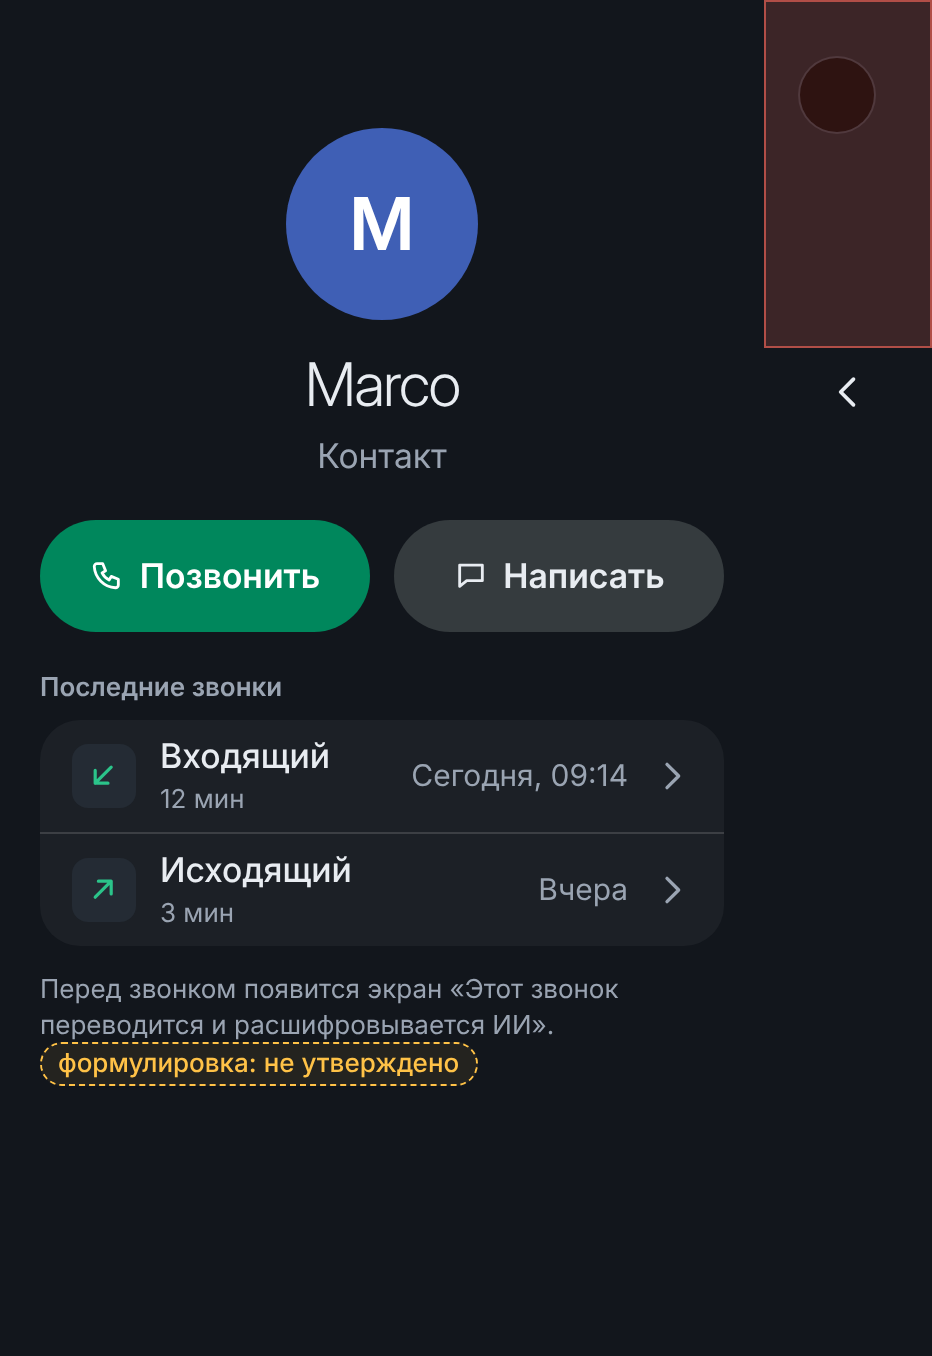 M
Marco
Контакт
Позвонить
Написать
Последние звонки
Входящий
12 мин
Сегодня, 09:14
Исходящий
3 мин
Вчера
Перед звонком появится экран «Этот звонок
переводится и расшифровывается ИИ».
формулировка: не утверждено